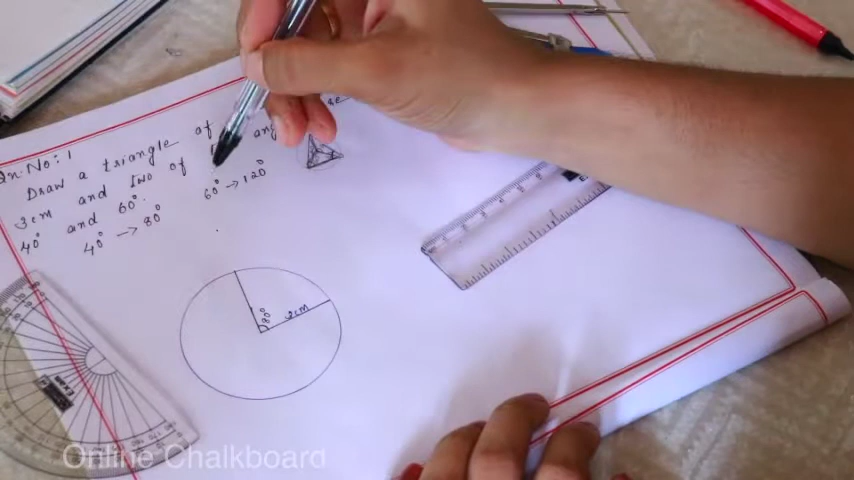 Qn: No: 1
Draw a triangle of
3cm and two of
40° and 60°.
40° → 80°
60° → 120°
80°
3cm
Online Chalkboard